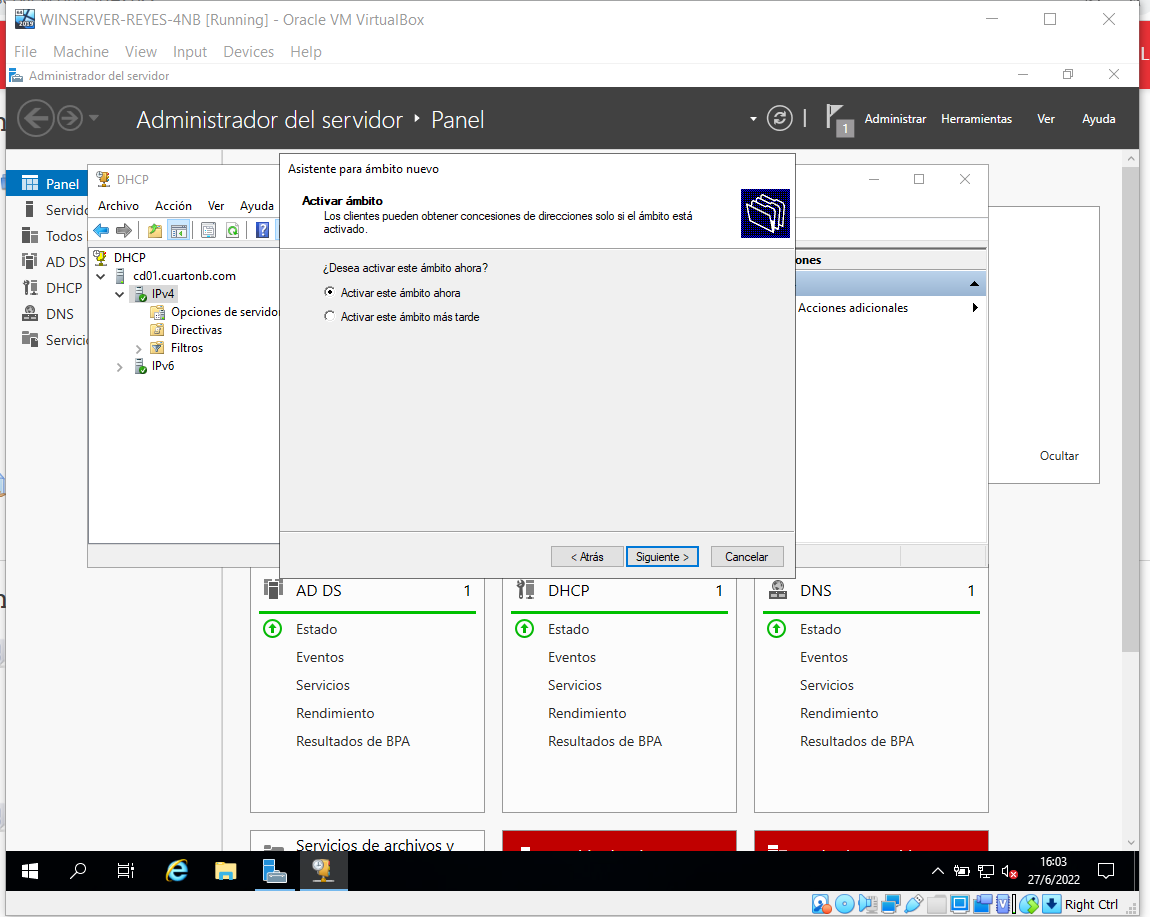 WINSERVER-REYES-4NB [Running] - Oracle VM VirtualBox
File Machine View Input Devices Help
Administrador del servidor
Administrador del servidor Panel
1
Administrar Herramientas Ver Ayuda
Panel
Todos
AD DS
DHCP
DNS
DHCP
Archivo Acción Ver Ayuda
DHCP
cd01.cuartonb.com
IPv4
Opciones de servidor
Directivas
Filtros
IPv6
Asistente para ámbito nuevo
Activar ámbito
Los clientes pueden obtener concesiones de direcciones solo si el ámbito está
activado.
¿Desea activar este ámbito ahora?
Activar este ámbito ahora
Activar este ámbito más tarde
< Atrás Siguiente > Cancelar
Acciones adicionales
Ocultar
AD DS 1
Estado
Eventos
Servicios
Rendimiento
Resultados de BPA
DHCP 1
Estado
Eventos
Servicios
Rendimiento
Resultados de BPA
DNS 1
Estado
Eventos
Servicios
Rendimiento
Resultados de BPA
Servicios de archivos y
16:03
27/6/2022
Right Ctrl